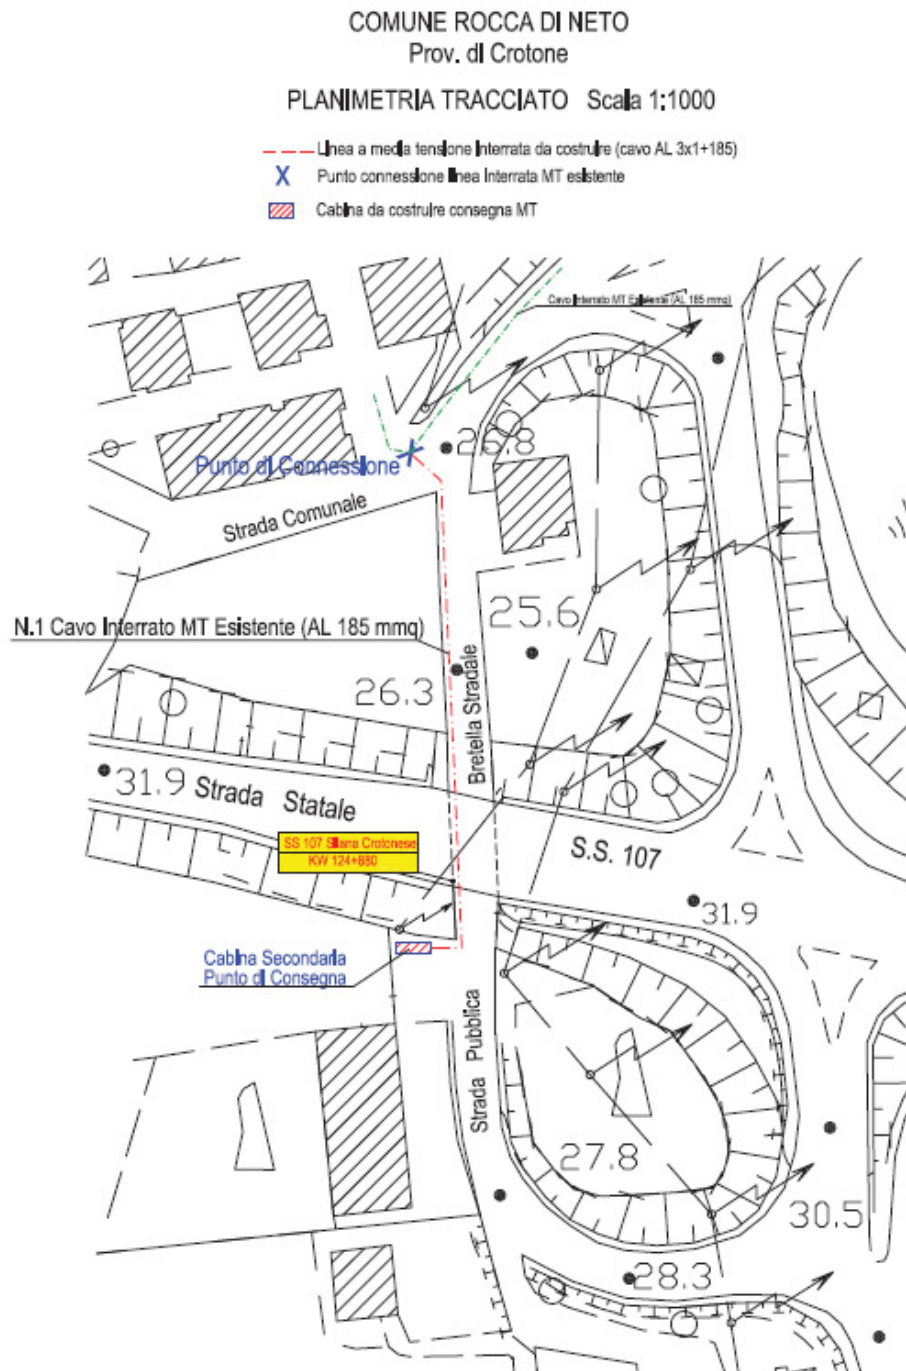 COMUNE ROCCA DI NETO
Prov. di Crotone
PLANIMETRIA TRACCIATO Scala 1:1000
Linea a media tensione interrata da costruire (cavo AL 3x1+185)
X Punto connessione linea interrata MT esistente
Cabina da costruire consegna MT
Cavo Interrato MT Esistente (AL 185 mmq)
25.8
Punto di Connessione
Strada Comunale
25.6
N.1 Cavo Interrato MT Esistente (AL 185 mmq)
26.3
Bretella Stradale
31.9 Strada Statale
SS 107 Silana Crotonese
KW 124+880
S.S. 107
31.9
Cabina Secondaria
Punto di Consegna
Strada Pubblica
27.8
30.5
28.3